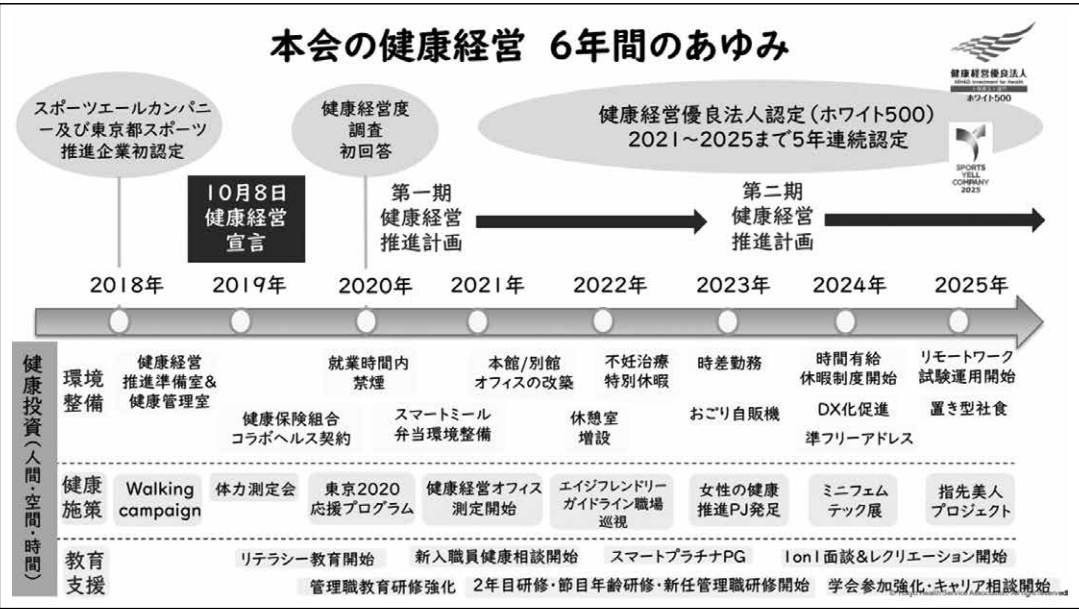 本会の健康経営 6年間のあゆみ
健康経営優良法人
ホワイト500
スポーツエールカンパニ
ー及び東京都スポーツ
推進企業初認定
健康経営度
調査
初回答
健康経営優良法人認定(ホワイト500)
2021~2025まで5年連続認定
SPORTS
YELL
COMPANY
2025
10月8日
健康経営
宣言
第一期
健康経営
推進計画
第二期
健康経営
推進計画
2018年
2019年
2020年
2021年
2022年
2023年
2024年
2025年
健康投資(人間・空間・時間)
環境
整備
健康経営
推進準備室&
健康管理室
健康保険組合
コラボヘルス契約
就業時間内
禁煙
スマートミール
弁当環境整備
本館/別館
オフィスの改築
不妊治療
特別休暇
休憩室
増設
時差勤務
おごり自販機
時間有給
休暇制度開始
DX化促進
準フリーアドレス
リモートワーク
試験運用開始
置き型社食
健康
施策
Walking
campaign
体力測定会
東京2020
応援プログラム
健康経営オフィス
測定開始
エイジフレンドリー
ガイドライン職場
巡視
女性の健康
推進PJ発足
ミニフェム
テック展
指先美人
プロジェクト
教育
支援
リテラシー教育開始
新入職員健康相談開始
スマートプラチナPG
1on1面談&レクリエーション開始
管理職教育研修強化
2年目研修・節目年齢研修・新任管理職研修開始
学会参加強化・キャリア相談開始